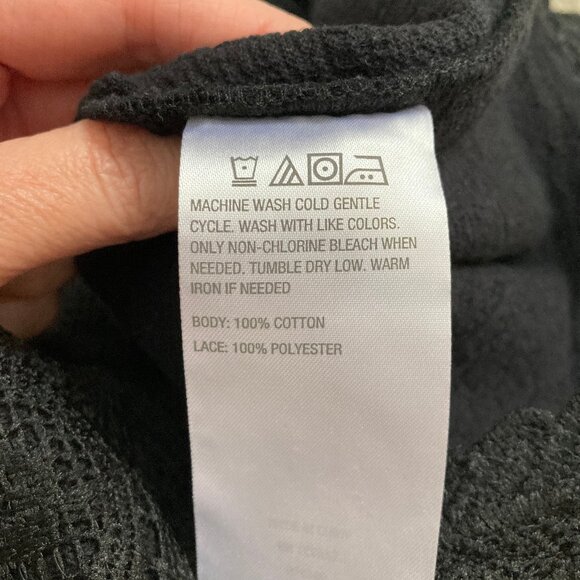 MACHINE WASH COLD GENTLE
CYCLE. WASH WITH LIKE COLORS.
ONLY NON-CHLORINE BLEACH WHEN
NEEDED. TUMBLE DRY LOW. WARM
IRON IF NEEDED
BODY: 100% COTTON
LACE: 100% POLYESTER